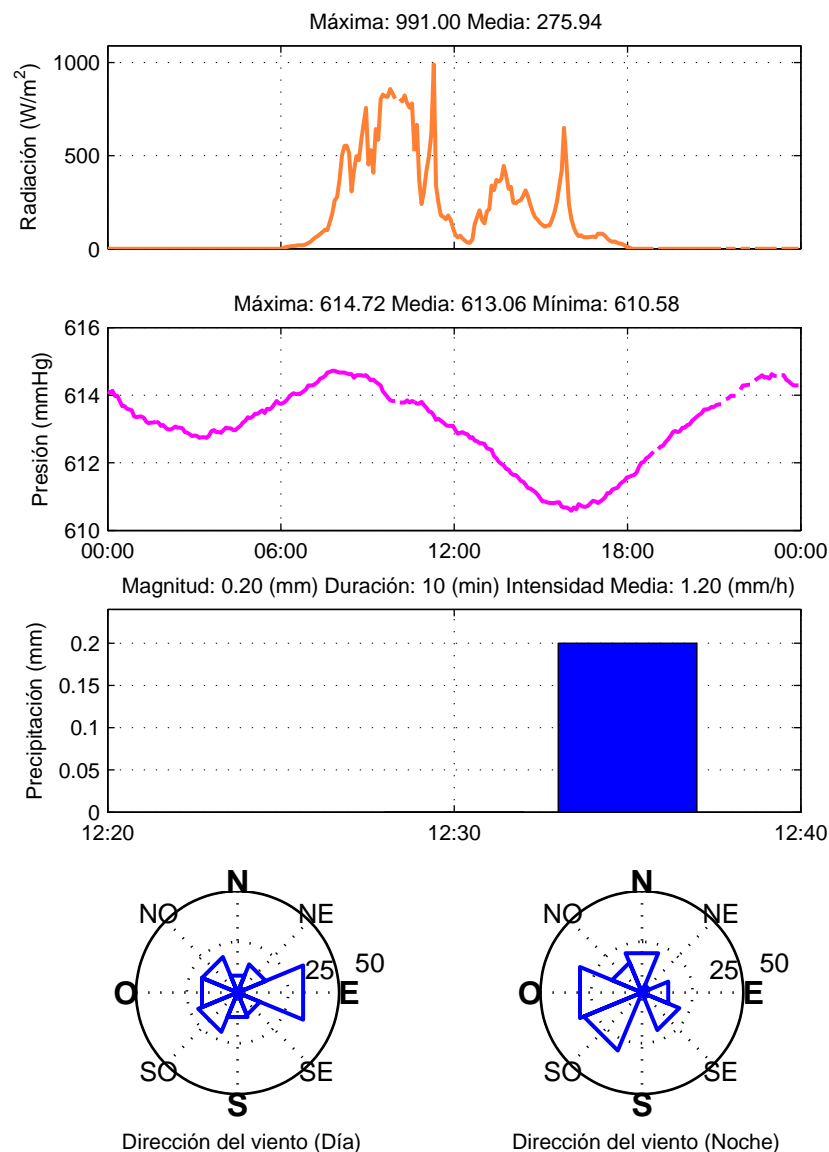 Máxima: 991.00 Media: 275.94
1000
500
0
Radiación (W/m²)
Máxima: 614.72 Media: 613.06 Mínima: 610.58
616
614
612
610
Presión (mmHg)
00:00 06:00 12:00 18:00 00:00
Magnitud: 0.20 (mm) Duración: 10 (min) Intensidad Media: 1.20 (mm/h)
0.2
0.15
0.1
0.05
0
Precipitación (mm)
12:20 12:30 12:40
N
NO NE
25 50
O E
SO SE
S
Dirección del viento (Día)
N
NO NE
25 50
O E
SO SE
S
Dirección del viento (Noche)